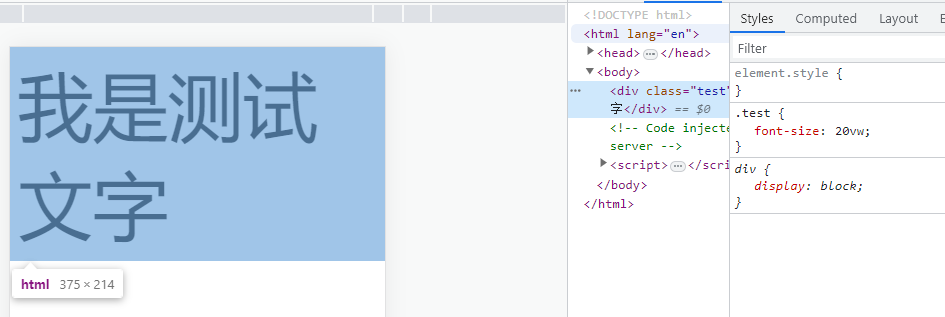 我是测试
文字
html 375 × 214
<!DOCTYPE html>
<html lang="en">
▶<head> ⋯ </head>
▼<body>
⋯ <div class="test"
字</div> == $0
<!-- Code injecte
server -->
▶<script> ⋯ </scri
</body>
</html>
Styles Computed Layout E
Filter
element.style {
}
.test {
font-size: 20vw;
}
div {
display: block;
}